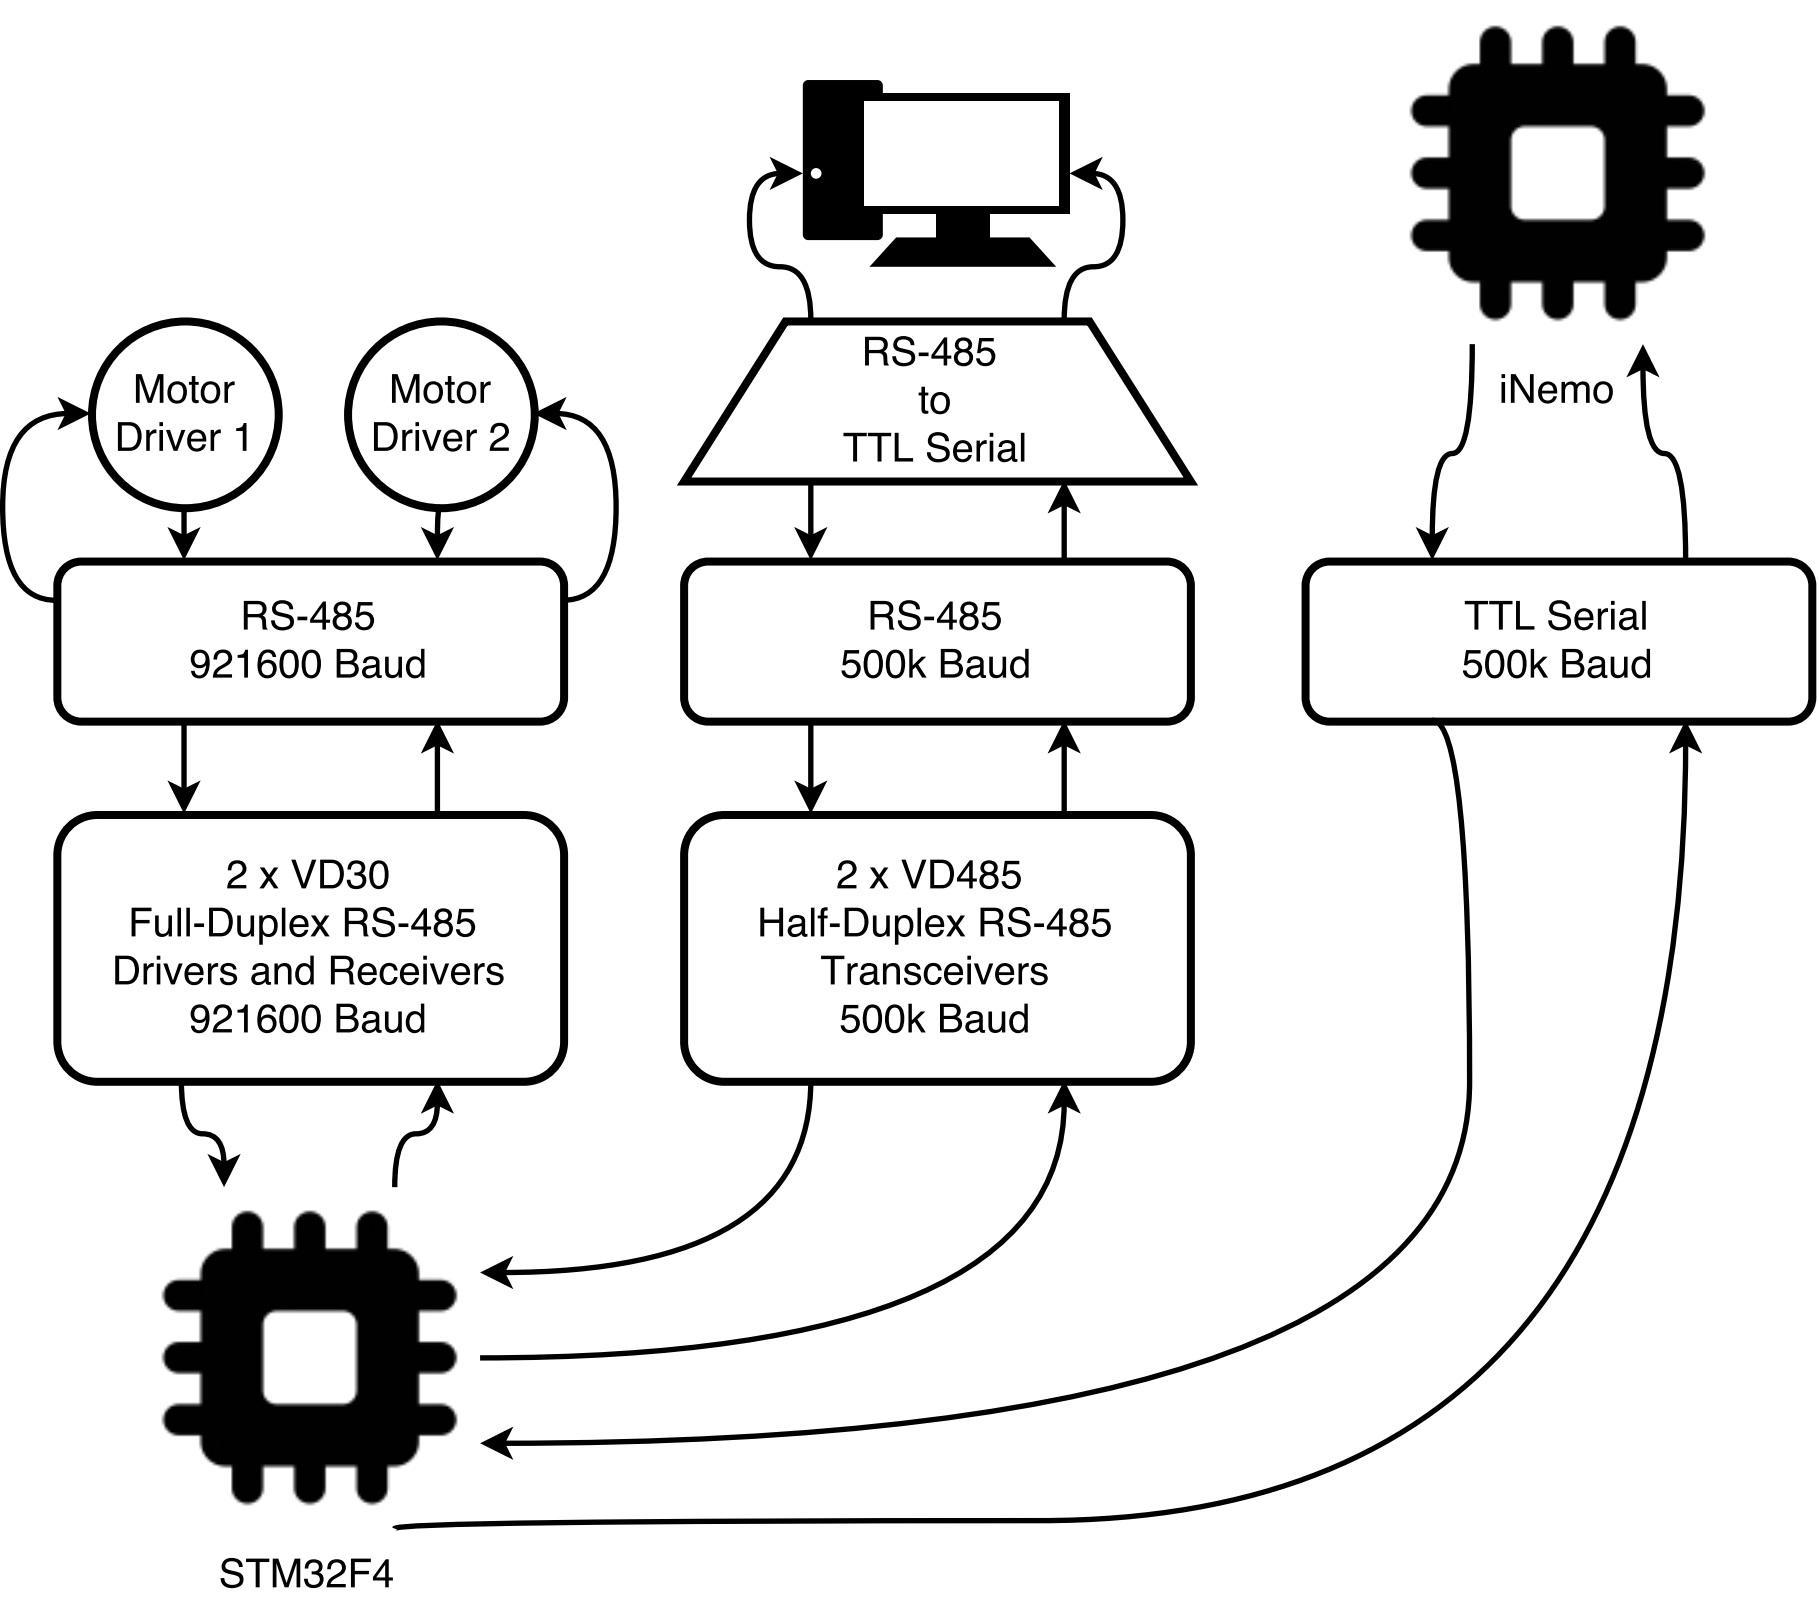 Motor
Driver 1
Motor
Driver 2
RS-485
to
TTL Serial
iNemo
RS-485
921600 Baud
RS-485
500k Baud
TTL Serial
500k Baud
2 x VD30
Full-Duplex RS-485
Drivers and Receivers
921600 Baud
2 x VD485
Half-Duplex RS-485
Transceivers
500k Baud
STM32F4